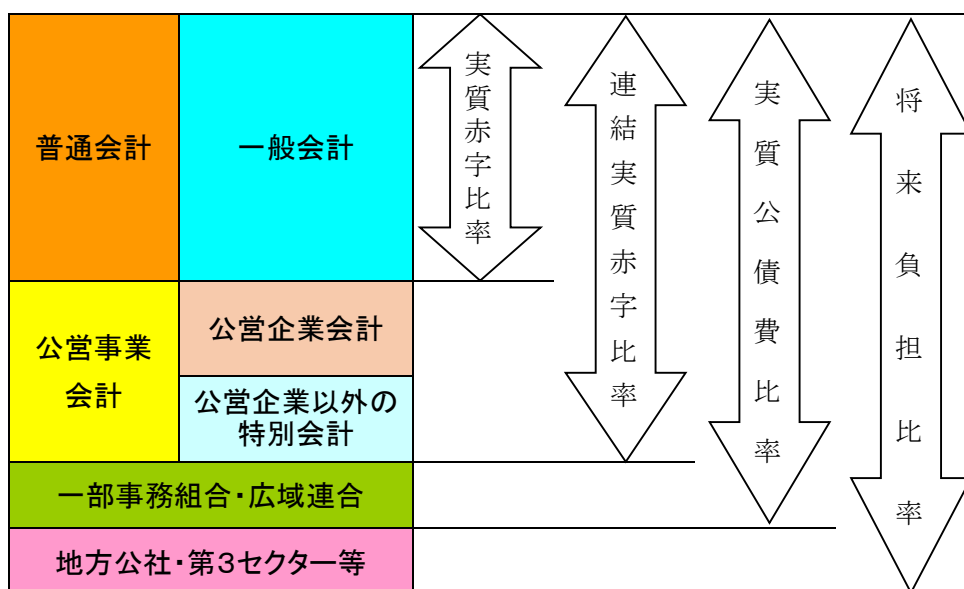 普通会計
一般会計
実質赤字比率
連結実質赤字比率
実質公債費比率
将来負担比率
公営事業
会計
公営企業会計
公営企業以外の
特別会計
一部事務組合・広域連合
地方公社・第３セクター等